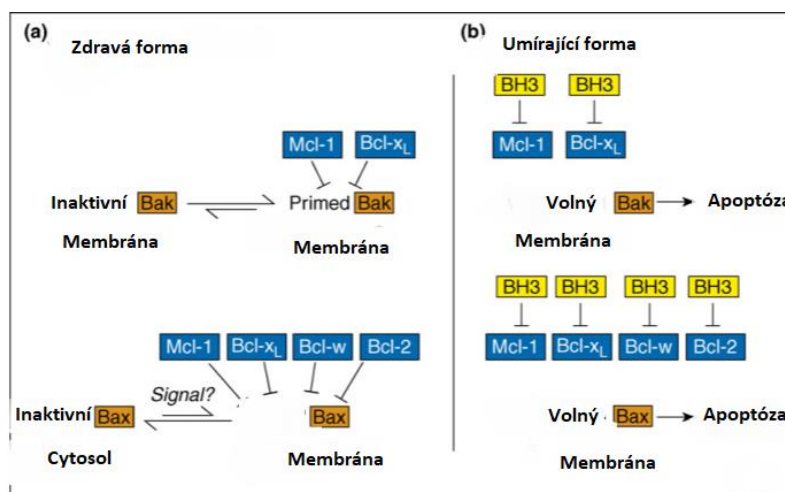 (a)
Zdravá forma
Mcl-1 Bcl-xL
Inaktivní Bak Primed Bak
Membrána Membrána
Mcl-1 Bcl-xL Bcl-w Bcl-2
Signal?
Inaktivní Bax Bax
Cytosol Membrána
(b)
Umírající forma
BH3 BH3
Mcl-1 Bcl-xL
Volný Bak Apoptóza
Membrána
BH3 BH3 BH3 BH3
Mcl-1 Bcl-xL Bcl-w Bcl-2
Volný Bax Apoptóza
Membrána